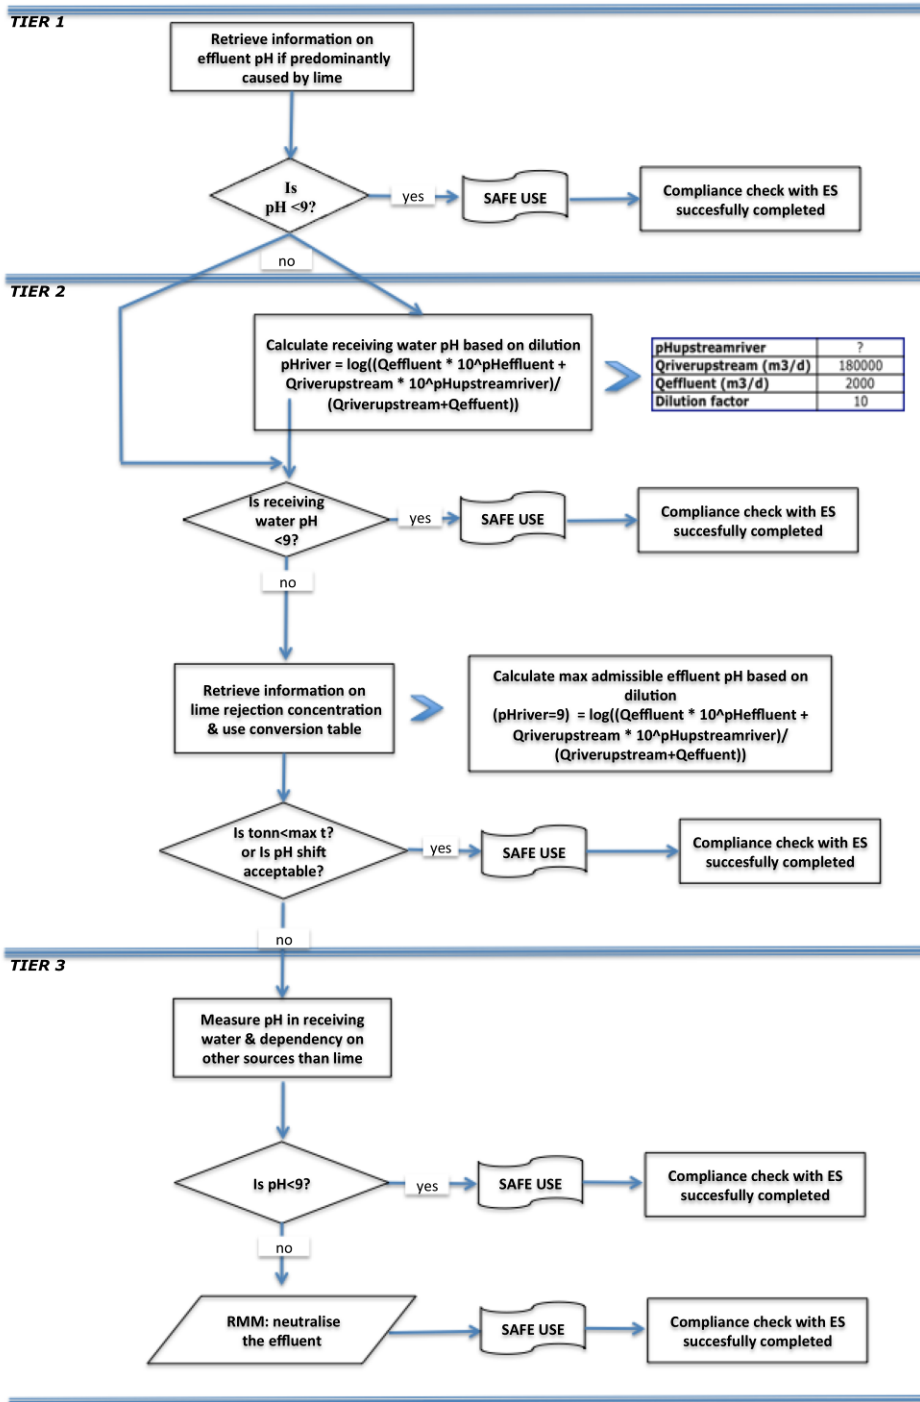 TIER 1
Retrieve information on
effluent pH if predominantly
caused by lime
Is
pH <9?
yes
SAFE USE
Compliance check with ES
succesfully completed
no
TIER 2
Calculate receiving water pH based on dilution
pHriver = log((Qeffluent * 10^pHeffluent +
Qriverupstream * 10^pHupstreamriver)/
(Qriverupstream+Qeffuent))
pHupstreamriver ?
Qriverupstream (m3/d) 180000
Qeffluent (m3/d) 2000
Dilution factor 10
Is receiving
water pH
<9?
yes
SAFE USE
Compliance check with ES
succesfully completed
no
Retrieve information on
lime rejection concentration
& use conversion table
Calculate max admissible effluent pH based on
dilution
(pHriver=9) = log((Qeffluent * 10^pHeffluent +
Qriverupstream * 10^pHupstreamriver)/
(Qriverupstream+Qeffuent))
Is tonn<max t?
or Is pH shift
acceptable?
yes
SAFE USE
Compliance check with ES
succesfully completed
no
TIER 3
Measure pH in receiving
water & dependency on
other sources than lime
Is pH<9?
yes
SAFE USE
Compliance check with ES
succesfully completed
no
RMM: neutralise
the effluent
SAFE USE
Compliance check with ES
succesfully completed